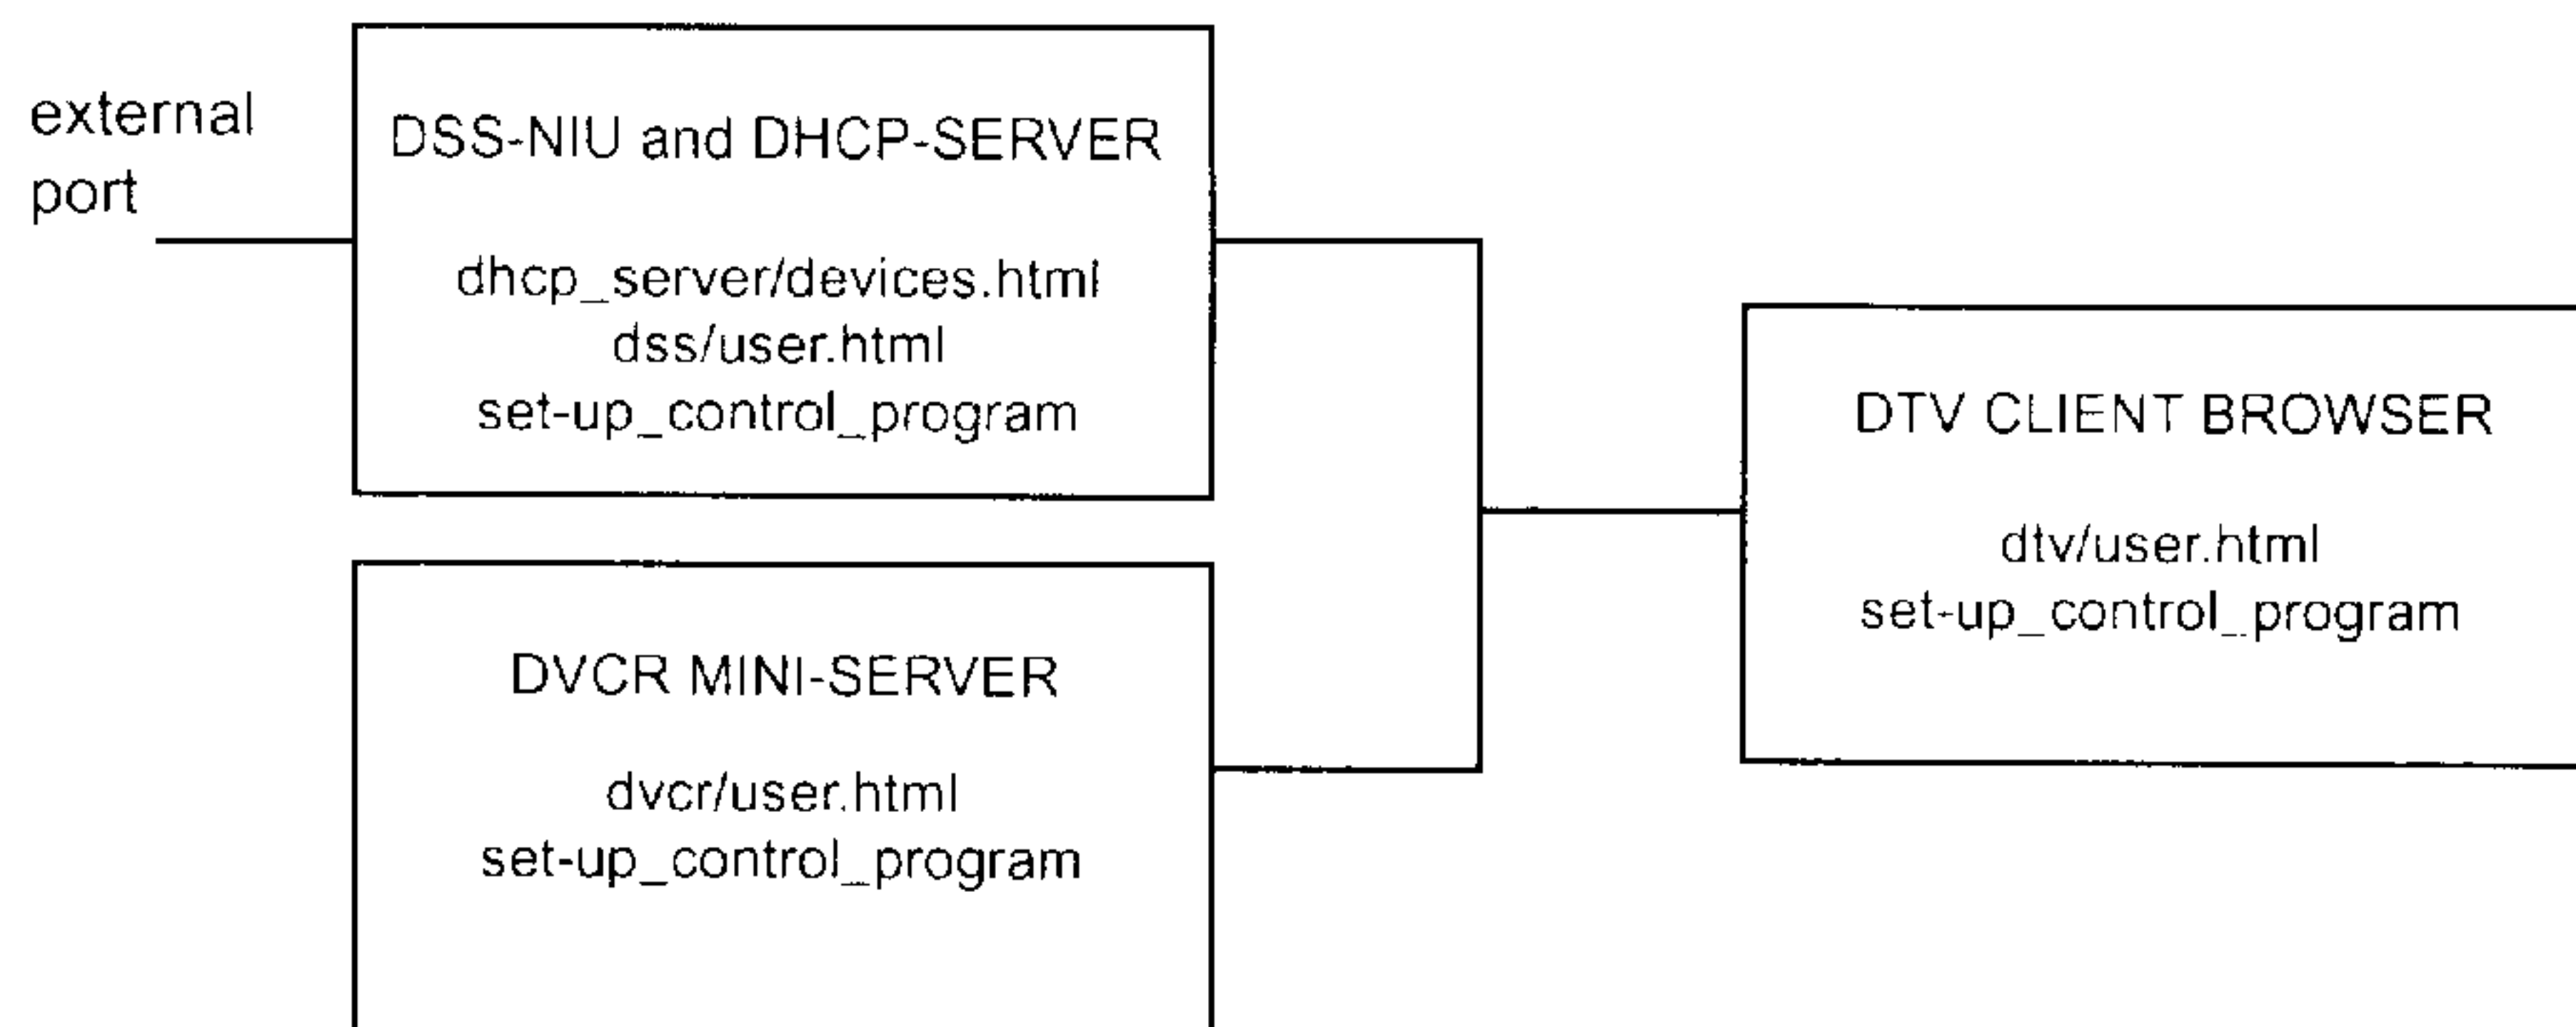 external
port
DSS-NIU and DHCP-SERVER
dhcp_server/devices.html
dss/user.html
set-up_control_program
DVCR MINI-SERVER
dvcr/user.html
set-up_control_program
DTV CLIENT BROWSER
dtv/user.html
set-up_control_program